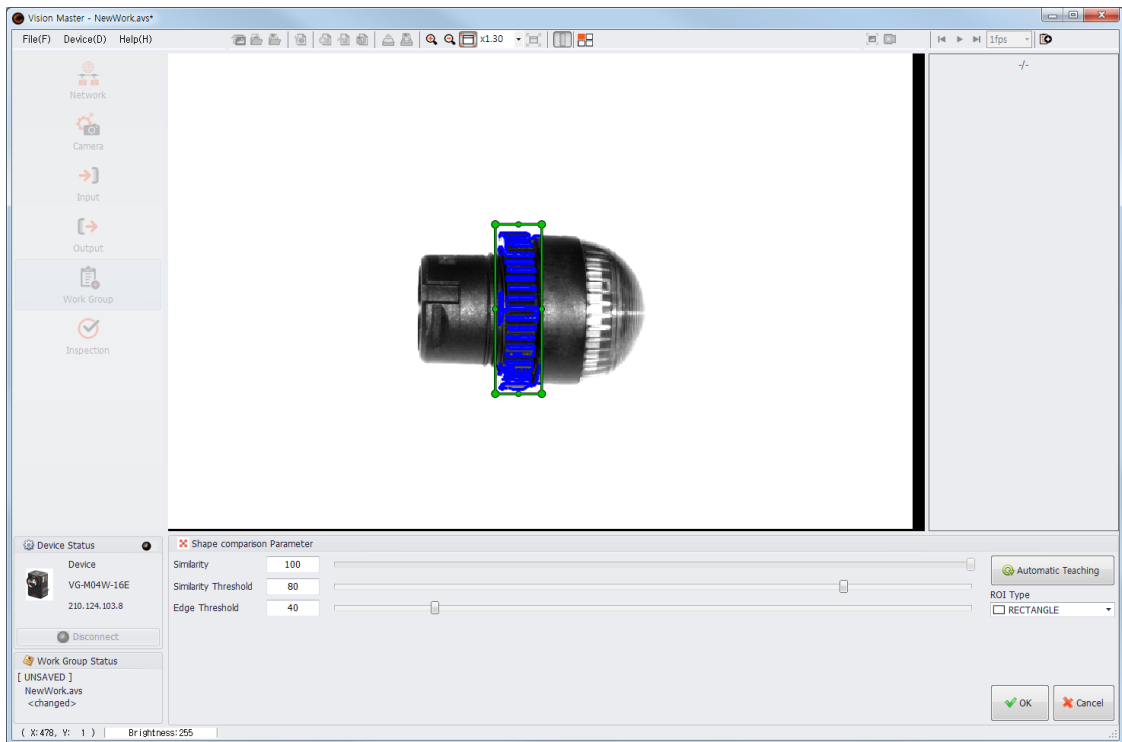 Vision Master - NewWork.avs*
File(F) Device(D) Help(H)
x1.30
1fps
Network
Camera
Input
Output
Work Group
Inspection
-/-
Device Status
Device
VG-M04W-16E
210.124.103.8
Disconnect
Work Group Status
[ UNSAVED ]
NewWork.avs
<changed>
Shape comparison Parameter
Similarity 100
Similarity Threshold 80
Edge Threshold 40
Automatic Teaching
ROI Type
RECTANGLE
OK
Cancel
( X:478, Y: 1 ) Brightness:255